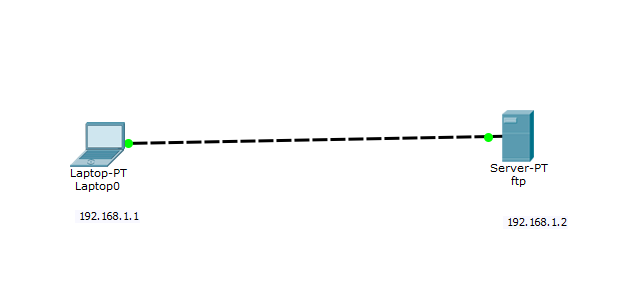 Laptop-PT
Laptop0
192.168.1.1
Server-PT
ftp
192.168.1.2